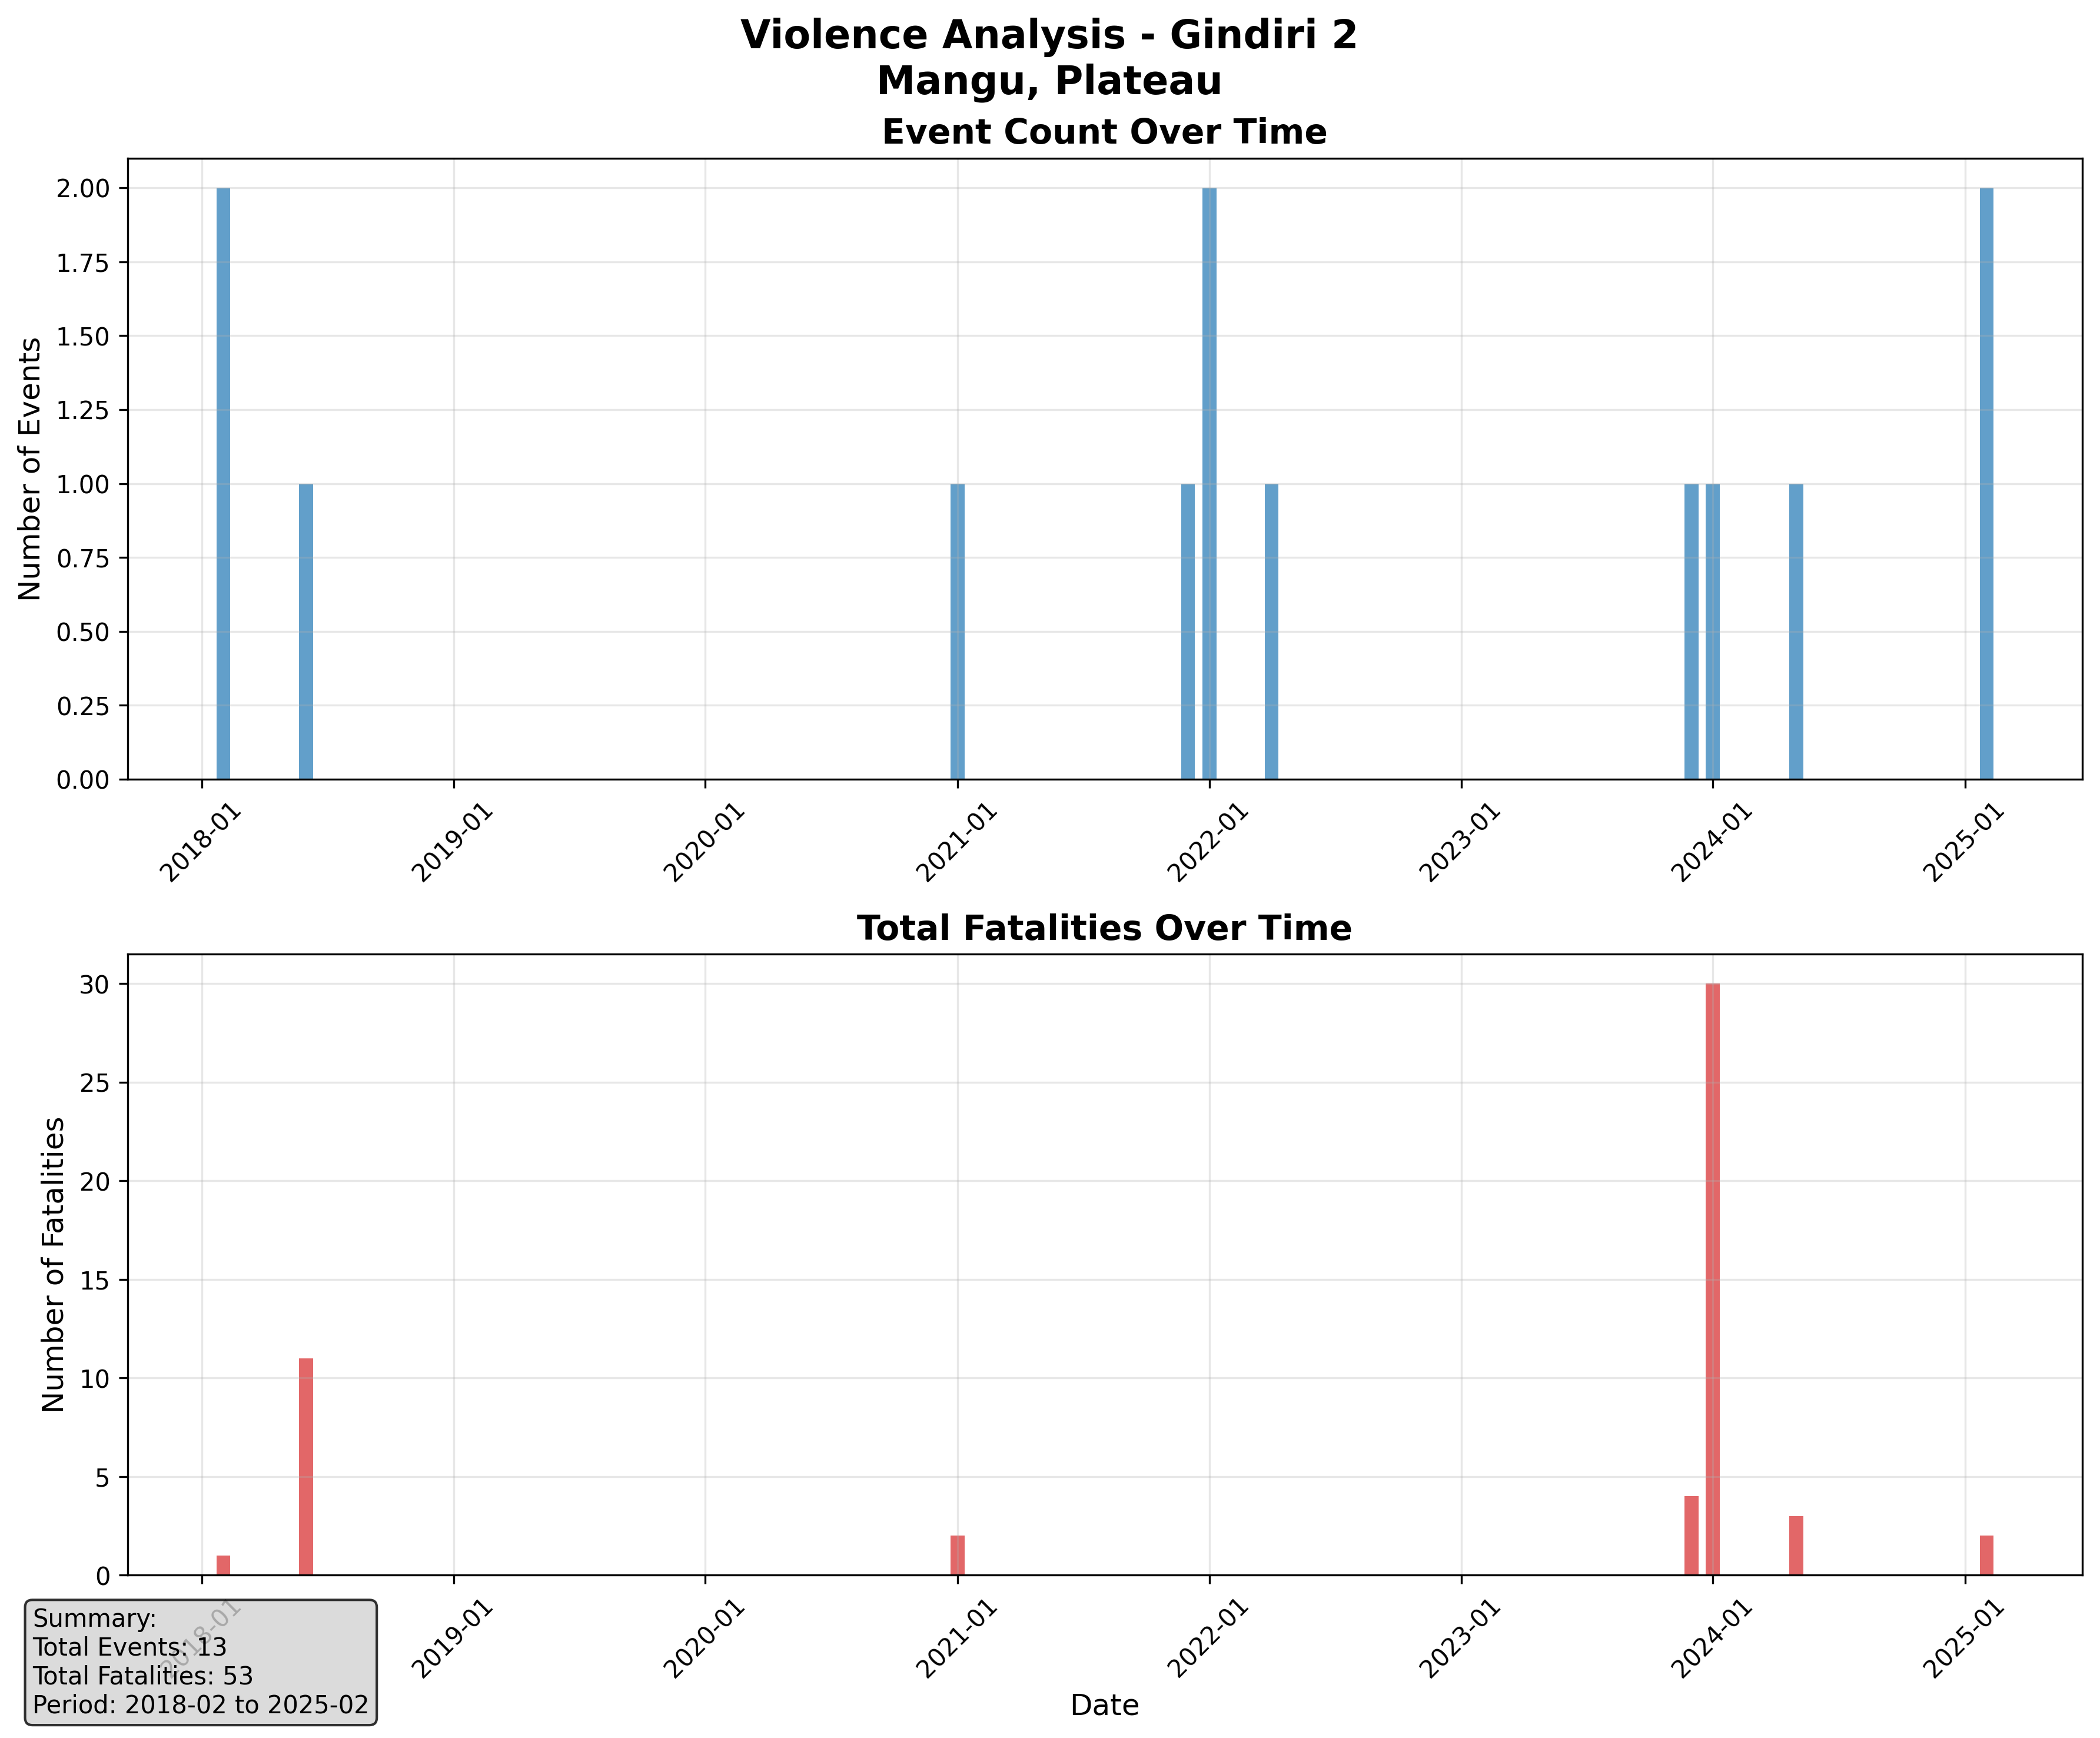 Violence Analysis - Gindiri 2
Mangu, Plateau
Event Count Over Time
Number of Events
2.00
1.75
1.50
1.25
1.00
0.75
0.50
0.25
0.00
2018-01
2019-01
2020-01
2021-01
2022-01
2023-01
2024-01
2025-01
Total Fatalities Over Time
Number of Fatalities
30
25
20
15
10
5
0
2018-01
2019-01
2020-01
2021-01
2022-01
2023-01
2024-01
2025-01
Date
Summary:
Total Events: 13
Total Fatalities: 53
Period: 2018-02 to 2025-02